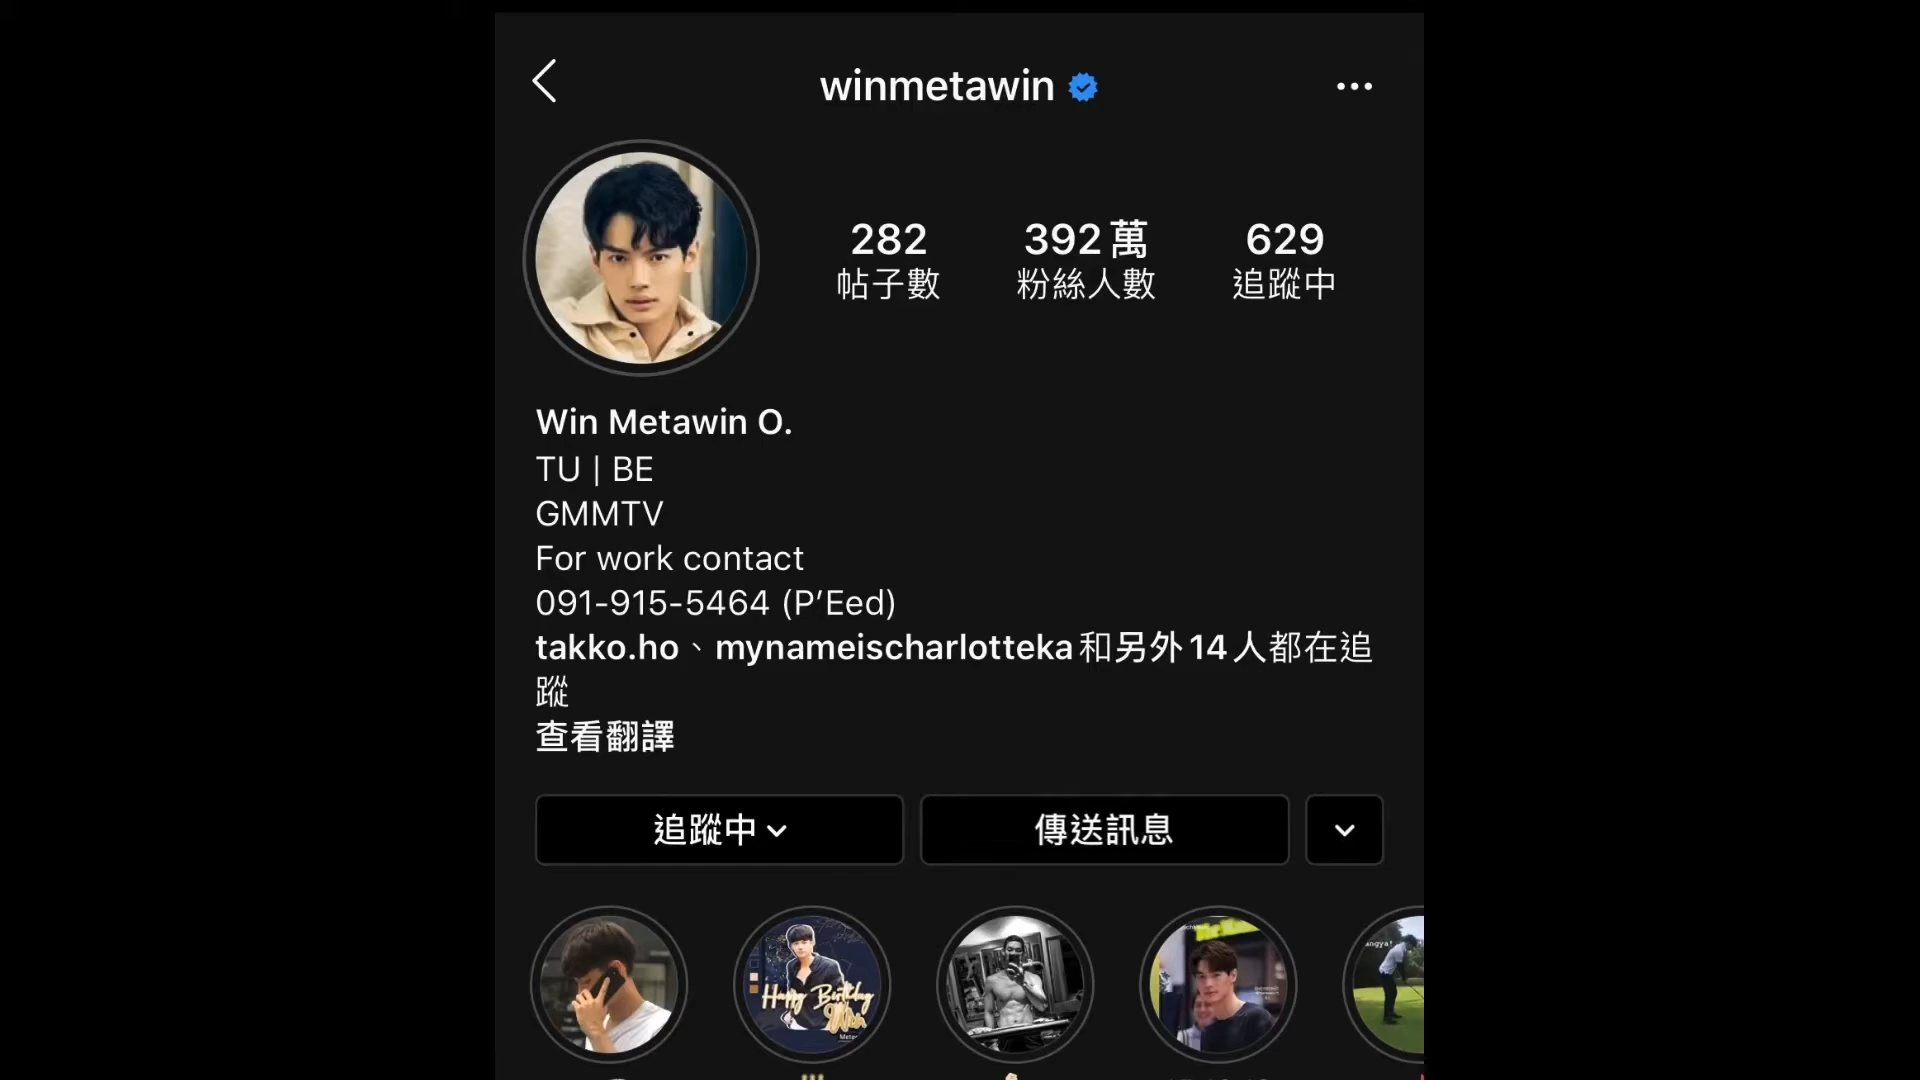 winmetawin
282
392萬
629
帖子數
粉絲人數
追蹤中
Win Metawin O.
TU | BE
GMMTV
For work contact
091-915-5464 (P’Eed)
takko.ho、mynameischarlotteka和另外14人都在追
蹤
查看翻譯
追蹤中
傳送訊息
Happy Birthday
Win